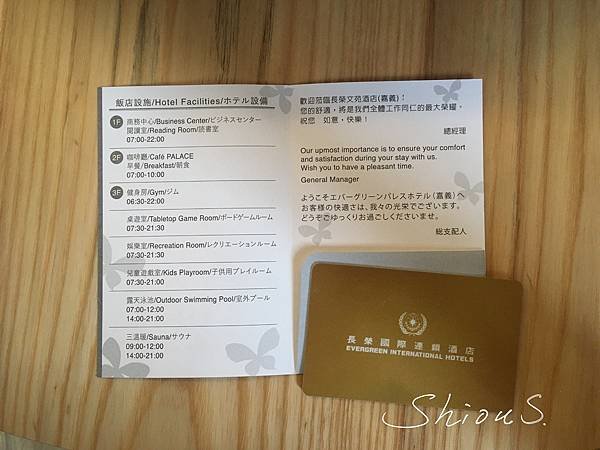 飯店設施/Hotel Facilities/ホテル設備
1F 商務中心/Business Center/ビジネスセンター
閱讀室/Reading Room/読書室
07:00-22:00
2F 咖啡廳/Café PALACE
早餐/Breakfast/朝食
07:00-10:00
3F 健身房/Gym/ジム
06:30-22:00
桌遊室/Tabletop Game Room/ボードゲームルーム
07:30-21:30
娛樂室/Recreation Room/レクリエーションルーム
07:30-21:30
兒童遊戲室/Kids Playroom/子供用プレイルーム
07:30-21:00
露天泳池/Outdoor Swimming Pool/室外プール
07:00-12:00
14:00-21:00
三溫暖/Sauna/サウナ
09:00-12:00
14:00-21:00
歡迎蒞臨長榮文苑酒店(嘉義)!
您的舒適,將是我們全體工作同仁的最大榮耀。
祝您 如意,快樂!
總經理
Our upmost importance is to ensure your comfort
and satisfaction during your stay with us.
Wish you to have a pleasant time.
General Manager
ようこそエバーグリーンパレスホテル(嘉義)へ
お客様の快適さは、我々の光栄でございます。
どうぞごゆっくりお過ごしくださいませ。
総支配人
長榮國際連鎖酒店
EVERGREEN INTERNATIONAL HOTELS
Shiou S.